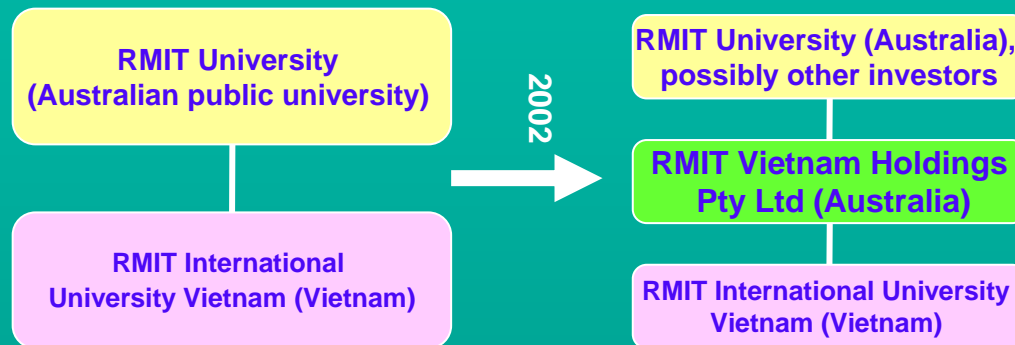 RMIT University
(Australian public university)
RMIT International
University Vietnam (Vietnam)
2002
RMIT University (Australia),
possibly other investors
RMIT Vietnam Holdings
Pty Ltd (Australia)
RMIT International University
Vietnam (Vietnam)